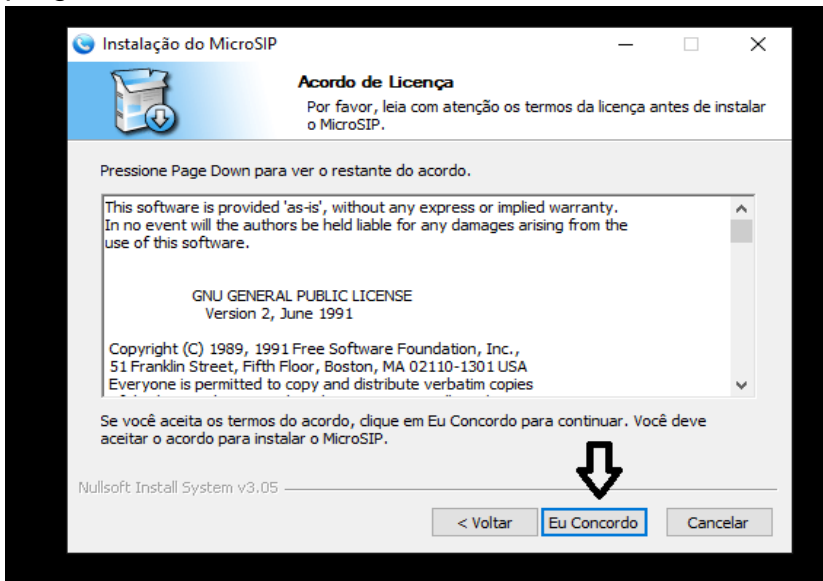 Instalação do MicroSIP
Acordo de Licença
Por favor, leia com atenção os termos da licença antes de instalar
o MicroSIP.
Pressione Page Down para ver o restante do acordo.
This software is provided 'as-is', without any express or implied warranty.
In no event will the authors be held liable for any damages arising from the
use of this software.
GNU GENERAL PUBLIC LICENSE
Version 2, June 1991
Copyright (C) 1989, 1991 Free Software Foundation, Inc.,
51 Franklin Street, Fifth Floor, Boston, MA 02110-1301 USA
Everyone is permitted to copy and distribute verbatim copies
Se você aceita os termos do acordo, clique em Eu Concordo para continuar. Você deve
aceitar o acordo para instalar o MicroSIP.
Nullsoft Install System v3.05
< Voltar
Eu Concordo
Cancelar